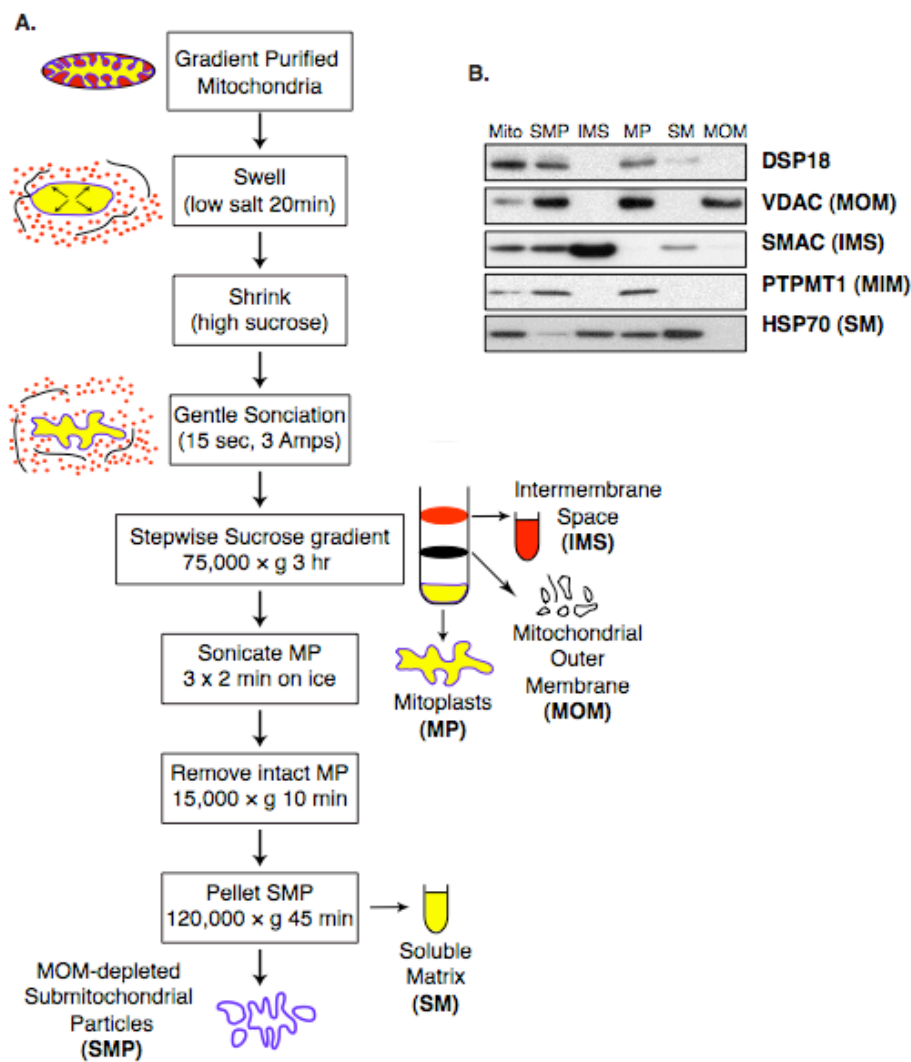 A.
Gradient Purified
Mitochondria
Swell
(low salt 20min)
Shrink
(high sucrose)
Gentle Sonciation
(15 sec, 3 Amps)
Stepwise Sucrose gradient
75,000 × g 3 hr
Intermembrane
Space
(IMS)
Mitochondrial
Outer
Membrane
(MOM)
Mitoplasts
(MP)
Sonicate MP
3 x 2 min on ice
Remove intact MP
15,000 × g 10 min
Pellet SMP
120,000 × g 45 min
Soluble
Matrix
(SM)
MOM-depleted
Submitochondrial
Particles
(SMP)
B.
Mito SMP IMS MP SM MOM
DSP18
VDAC (MOM)
SMAC (IMS)
PTPMT1 (MIM)
HSP70 (SM)